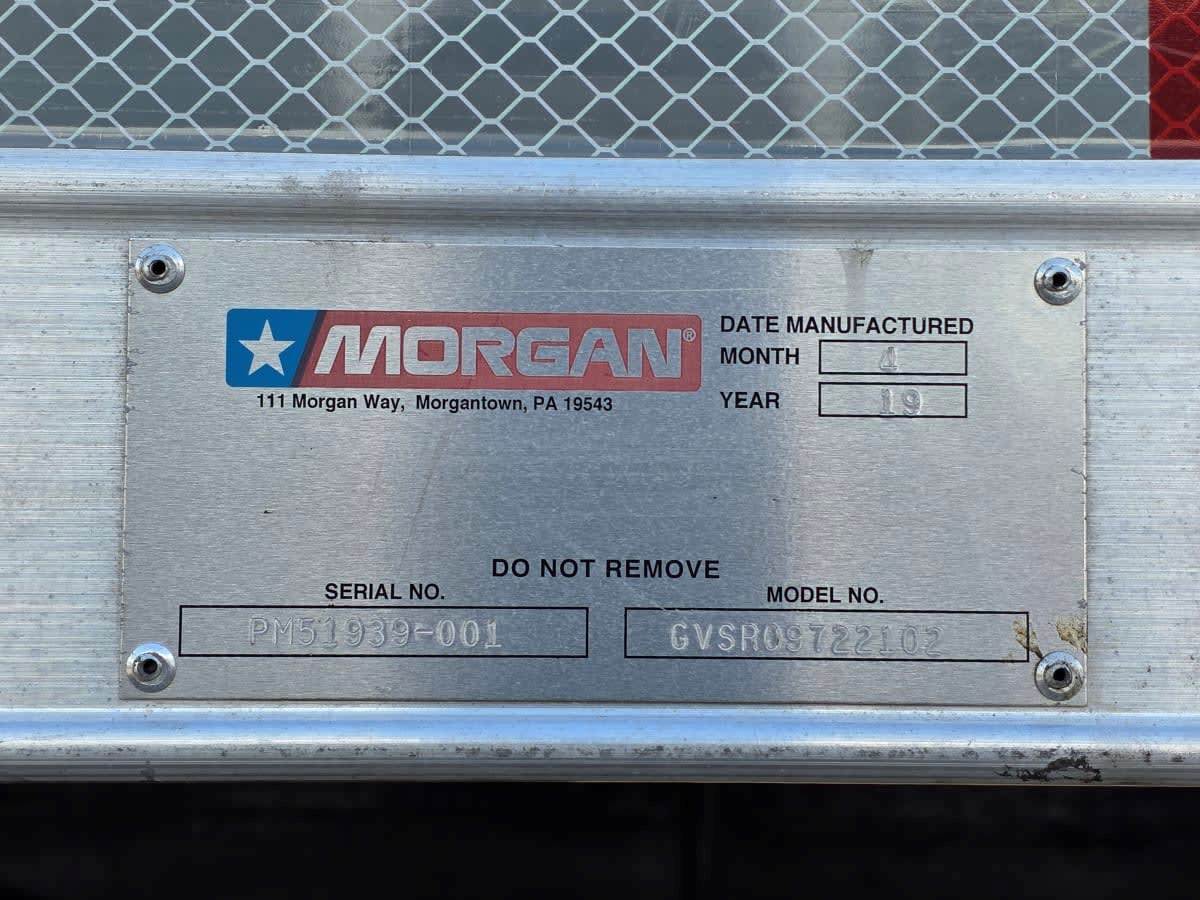 MORGAN®
111 Morgan Way, Morgantown, PA 19543
DATE MANUFACTURED
MONTH 4
YEAR 19
DO NOT REMOVE
SERIAL NO.
PM51939-001
MODEL NO.
GVSR09722102